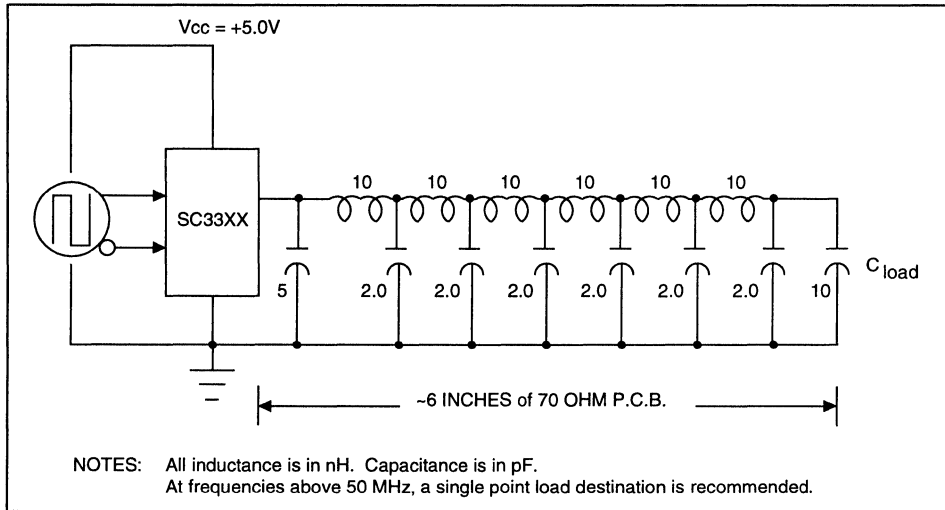 Vcc = +5.0V
SC33XX
10 10 10 10 10 10
C load
5 2.0 2.0 2.0 2.0 2.0 2.0 10
~6 INCHES of 70 OHM P.C.B.
NOTES: All inductance is in nH. Capacitance is in pF.
At frequencies above 50 MHz, a single point load destination is recommended.